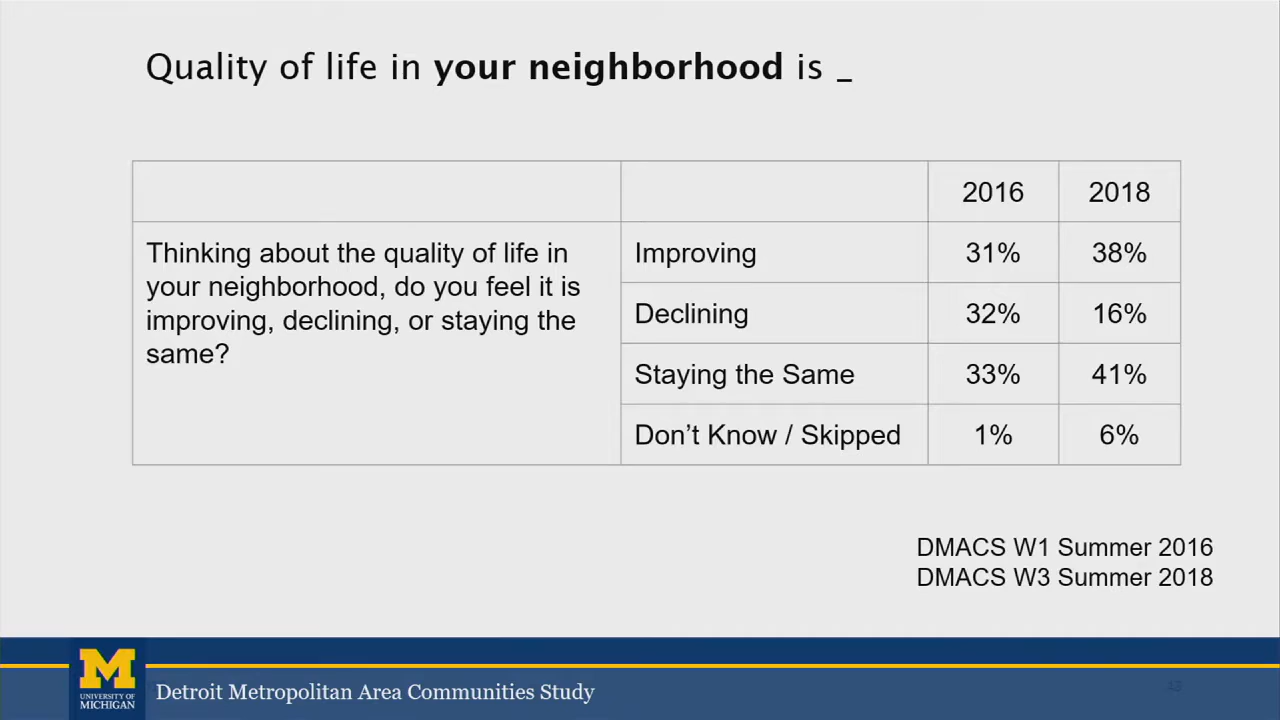 Quality of life in your neighborhood is _
2016
2018
Thinking about the quality of life in
your neighborhood, do you feel it is
improving, declining, or staying the
same?
Improving
31%
38%
Declining
32%
16%
Staying the Same
33%
41%
Don’t Know / Skipped
1%
6%
DMACS W1 Summer 2016
DMACS W3 Summer 2018
M
UNIVERSITY OF
MICHIGAN
Detroit Metropolitan Area Communities Study